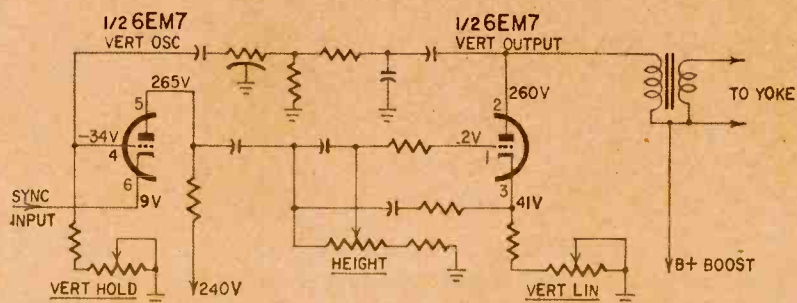 1/2 6EM7
VERT OSC
1/2 6EM7
VERT OUTPUT
5
265V
2
260V
TO YOKE
-34V
4
.2V
1
6
9V
3
41V
SYNC
INPUT
HEIGHT
B+ BOOST
VERT HOLD
240V
VERT LIN